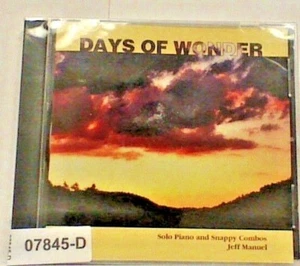 DAYS OF WONDER
Solo Piano and Snappy Combos
Jeff Manuel
07845-D